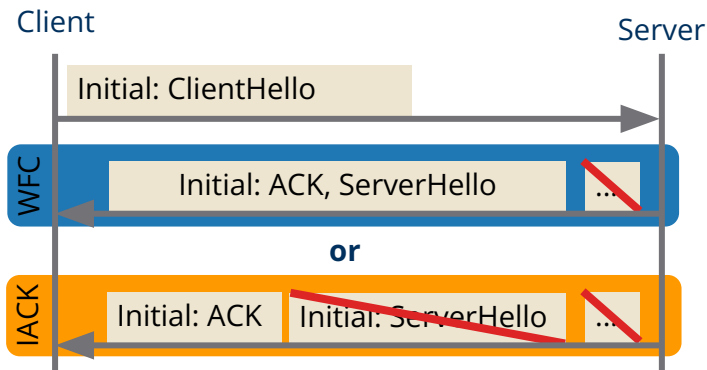 Client
Server
Initial: ClientHello
WFC
Initial: ACK, ServerHello
...
or
IACK
Initial: ACK
Initial: ServerHello
...